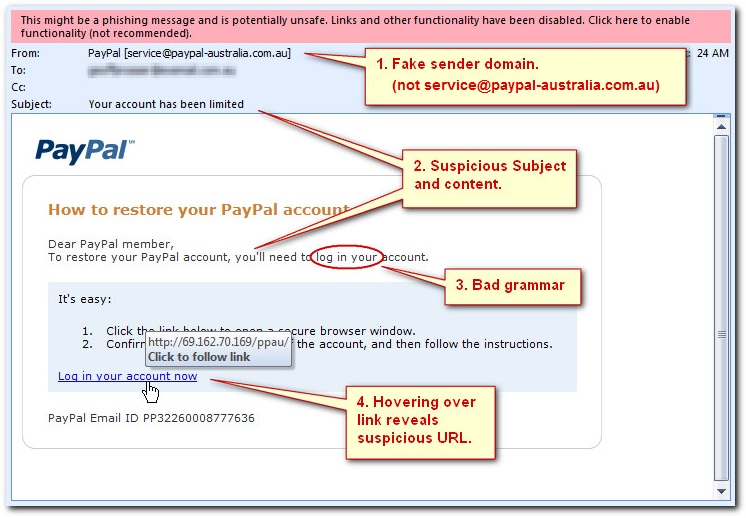 This might be a phishing message and is potentially unsafe. Links and other functionality have been disabled. Click here to enable
functionality (not recommended).
From: PayPal [service@paypal-australia.com.au]
24 AM
To:
Cc:
Subject: Your account has been limited
1. Fake sender domain.
(not service@paypal-australia.com.au)
PayPal™
2. Suspicious Subject
and content.
How to restore your PayPal account
Dear PayPal member,
To restore your PayPal account, you'll need to log in your account.
3. Bad grammar
It's easy:
1. Click the link below to open a secure browser window.
2. Confirm the account, and then follow the instructions.
http://69.162.70.169/ppau/
Click to follow link
Log in your account now
4. Hovering over
link reveals
suspicious URL.
PayPal Email ID PP32260008777636